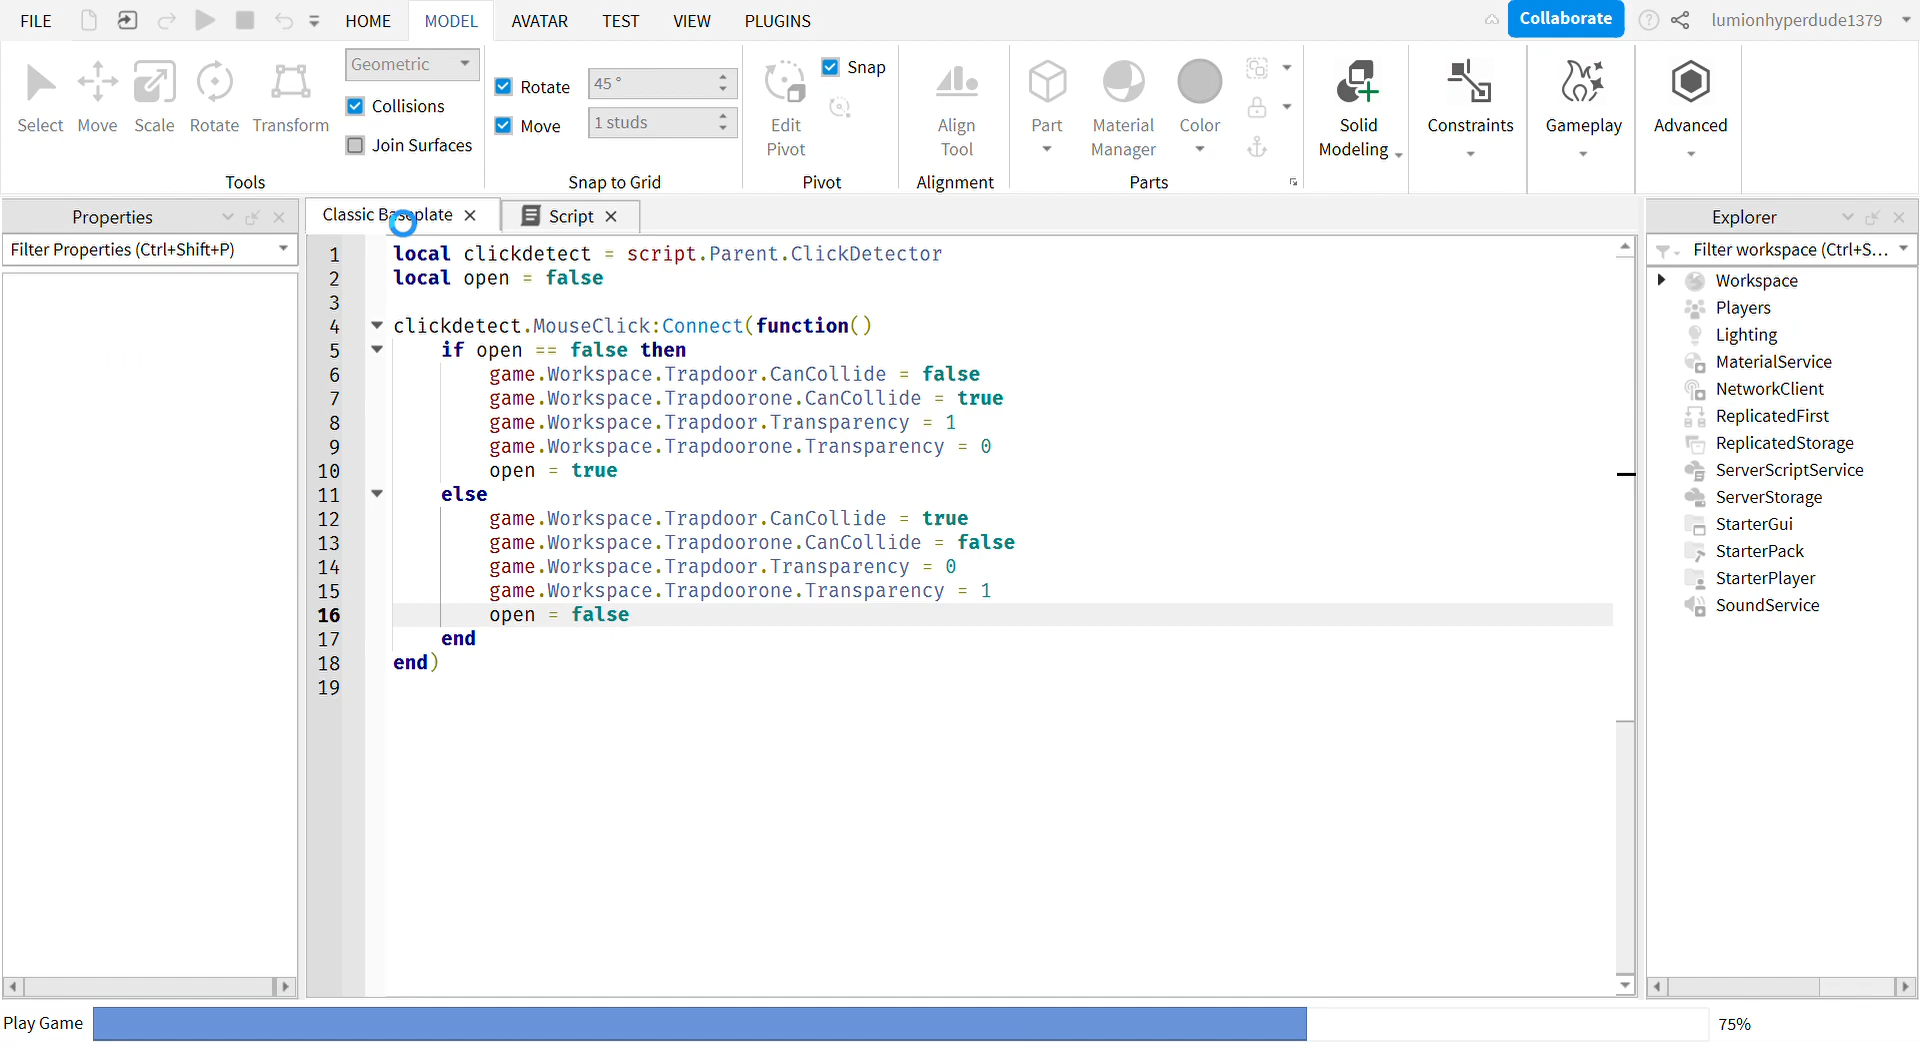 FILE HOME MODEL AVATAR TEST VIEW PLUGINS Collaborate ? lumionhyperdude1379
Select Move Scale Rotate Transform
Geometric
Collisions
Join Surfaces
Tools
Rotate 45 °
Move 1 studs
Snap to Grid
Edit Pivot
Snap
Pivot
Align Tool
Alignment
Part
Material Manager
Color
Parts
Solid Modeling
Constraints
Gameplay
Advanced
Properties
Filter Properties (Ctrl+Shift+P)
Classic Baseplate Script
1 local clickdetect = script.Parent.ClickDetector
2 local open = false
3
4 clickdetect.MouseClick:Connect(function()
5 if open == false then
6 game.Workspace.Trapdoor.CanCollide = false
7 game.Workspace.Trapdoorone.CanCollide = true
8 game.Workspace.Trapdoor.Transparency = 1
9 game.Workspace.Trapdoorone.Transparency = 0
10 open = true
11 else
12 game.Workspace.Trapdoor.CanCollide = true
13 game.Workspace.Trapdoorone.CanCollide = false
14 game.Workspace.Trapdoor.Transparency = 0
15 game.Workspace.Trapdoorone.Transparency = 1
16 open = false
17 end
18 end)
19
Explorer
Filter workspace (Ctrl+S...
Workspace
Players
Lighting
MaterialService
NetworkClient
ReplicatedFirst
ReplicatedStorage
ServerScriptService
ServerStorage
StarterGui
StarterPack
StarterPlayer
SoundService
Play Game 75%